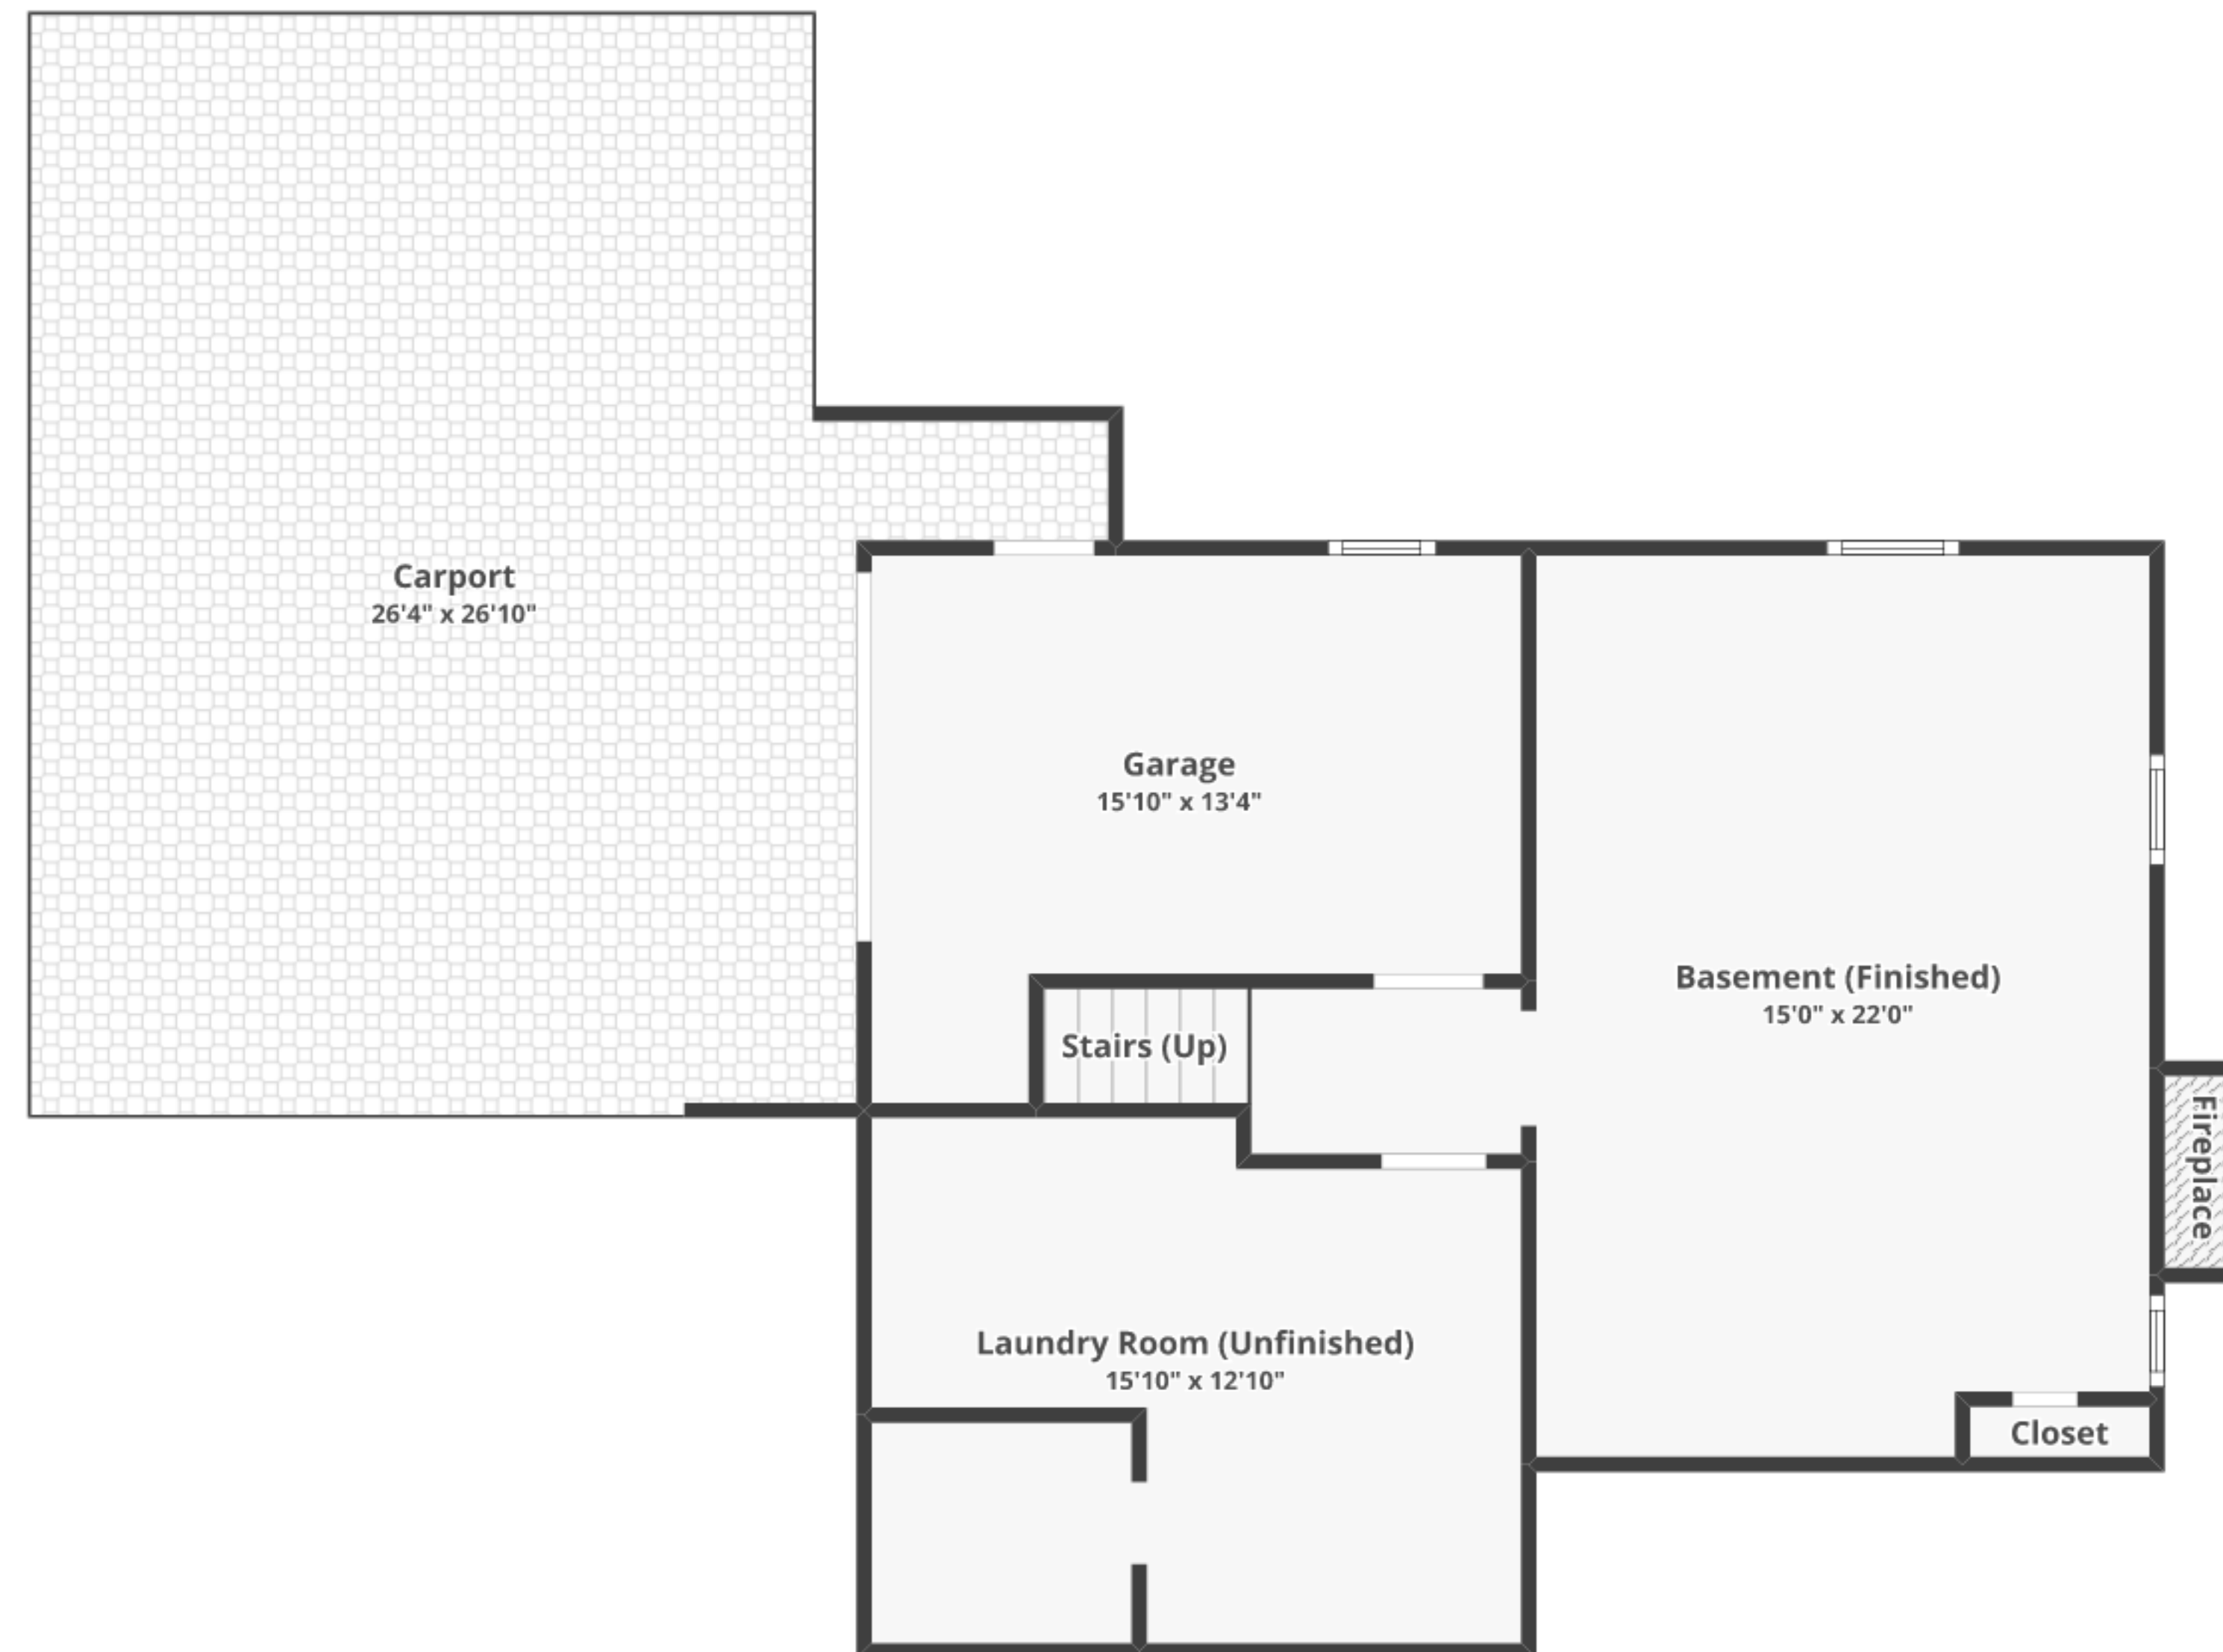 Carport
26'4" x 26'10"
Garage
15'10" x 13'4"
Basement (Finished)
15'0" x 22'0"
Stairs (Up)
Fireplace
Laundry Room (Unfinished)
15'10" x 12'10"
Closet